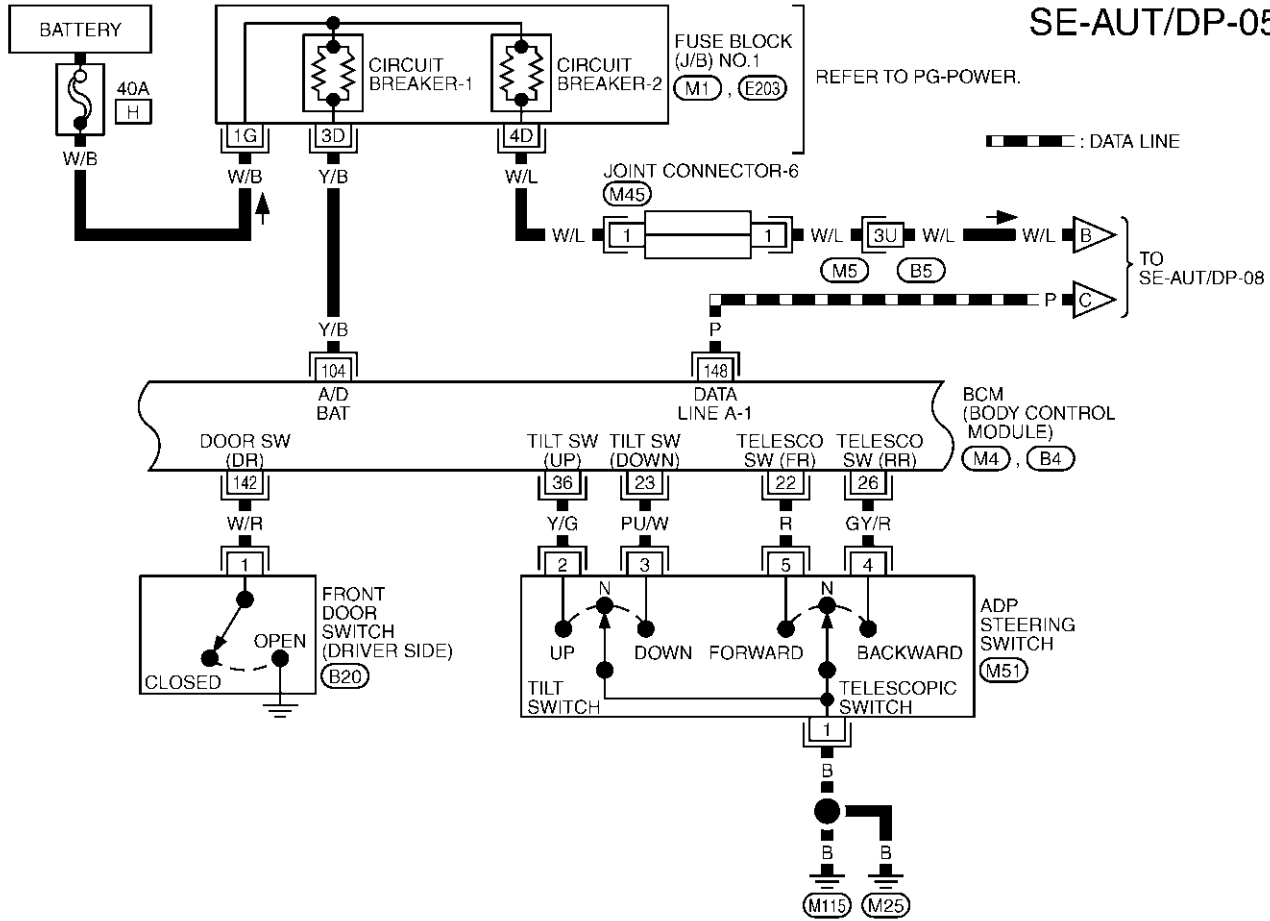 SE-AUT/DP-05
BATTERY
40A
H
W/B
CIRCUIT
BREAKER-1
CIRCUIT
BREAKER-2
FUSE BLOCK
(J/B) NO.1
M1 , E203
REFER TO PG-POWER.
1G
3D
4D
W/B
Y/B
W/L
: DATA LINE
JOINT CONNECTOR-6
M45
W/L
1
1
W/L
3U
W/L
W/L
B
M5
B5
TO
SE-AUT/DP-08
P
C
Y/B
P
104
148
A/D
BAT
DATA
LINE A-1
BCM
(BODY CONTROL
MODULE)
M4 , B4
DOOR SW
(DR)
TILT SW
(UP)
TILT SW
(DOWN)
TELESCO
SW (FR)
TELESCO
SW (RR)
142
36
23
22
26
W/R
Y/G
PU/W
R
GY/R
1
2
3
5
4
FRONT
DOOR
SWITCH
(DRIVER SIDE)
B20
OPEN
CLOSED
N
N
UP
DOWN
FORWARD
BACKWARD
TILT
SWITCH
TELESCOPIC
SWITCH
ADP
STEERING
SWITCH
M51
1
B
B
B
M115
M25